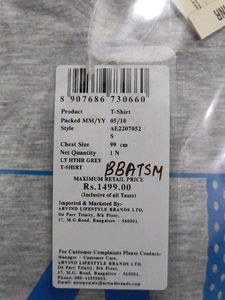 8 907686 730660
Product T-Shirt
Packed MM/YY 05/18
Style AE2207052
S
Chest Size 99 cm
Net Quantity 1 N
LT HTHR GREY
T-SHIRT
BBATSM
MAXIMUM RETAIL PRICE
Rs.1499.00
(Inclusive of all Taxes)
Imported & Marketed By:-
ARVIND LIFESTYLE BRANDS LTD.
Du Parc Trinity, 8th Floor,
17, M.G.Road, Bangalore - 560001.
For Customer Complaints Please Contact-
Manager - Customer Care,
ARVIND LIFESTYLE BRANDS LTD.
Du Parc Trinity, 8th Floor,
17, M.G.Road, Bangalore - 560001.